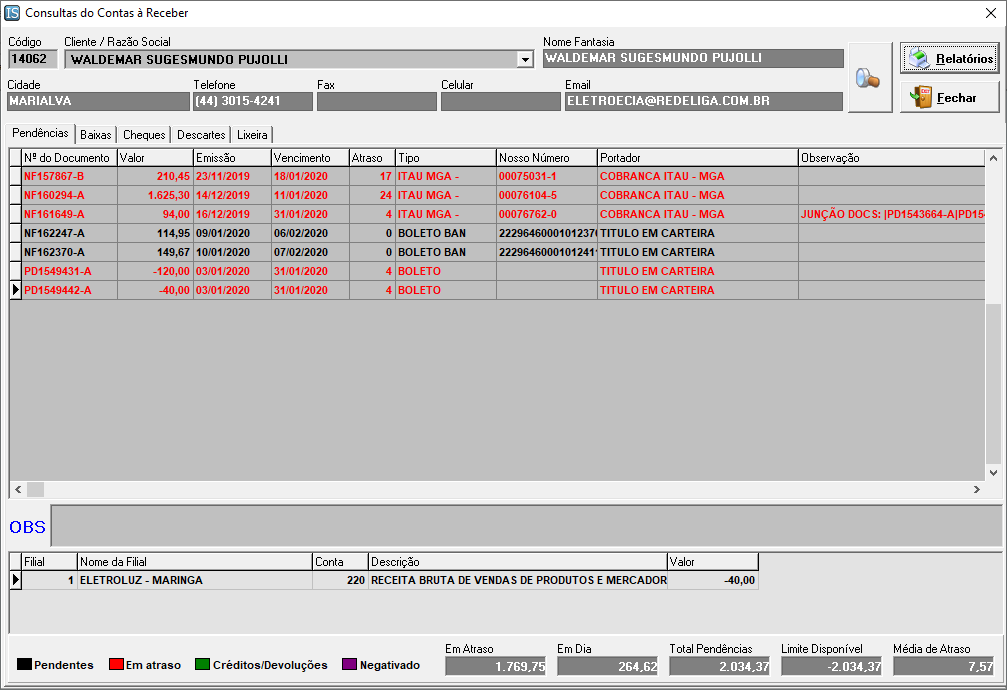 IS Consultas do Contas à Receber
Código Cliente / Razão Social Nome Fantasia
14062 WALDEMAR SUGESMUNDO PUJOLLI WALDEMAR SUGESMUNDO PUJOLLI
Relatórios
Cidade Telefone Fax Celular Email
MARIALVA (44) 3015-4241 ELETROECIA@REDELIGA.COM.BR
Fechar
Pendências Baixas Cheques Descartes Lixeira
Nº do Documento Valor Emissão Vencimento Atraso Tipo Nosso Número Portador Observação
NF157867-B 210,45 23/11/2019 18/01/2020 17 ITAU MGA - 00075031-1 COBRANCA ITAU - MGA
NF160294-A 1.625,30 14/12/2019 11/01/2020 24 ITAU MGA - 00076104-5 COBRANCA ITAU - MGA
NF161649-A 94,00 16/12/2019 31/01/2020 4 ITAU MGA - 00076762-0 COBRANCA ITAU - MGA JUNÇÃO DOCS: |PD1543664-A|PD154
NF162247-A 114,95 09/01/2020 06/02/2020 0 BOLETO BAN 2229646000101237 TITULO EM CARTEIRA
NF162370-A 149,67 10/01/2020 07/02/2020 0 BOLETO BAN 2229646000101241 TITULO EM CARTEIRA
PD1549431-A -120,00 03/01/2020 31/01/2020 4 BOLETO TITULO EM CARTEIRA
PD1549442-A -40,00 03/01/2020 31/01/2020 4 BOLETO TITULO EM CARTEIRA
OBS
Filial Nome da Filial Conta Descrição Valor
1 ELETROLUZ - MARINGA 220 RECEITA BRUTA DE VENDAS DE PRODUTOS E MERCADOR -40,00
Em Atraso Em Dia Total Pendências Limite Disponível Média de Atraso
Pendentes Em atraso Créditos/Devoluções Negativado 1.769,75 264,62 2.034,37 -2.034,37 7,57